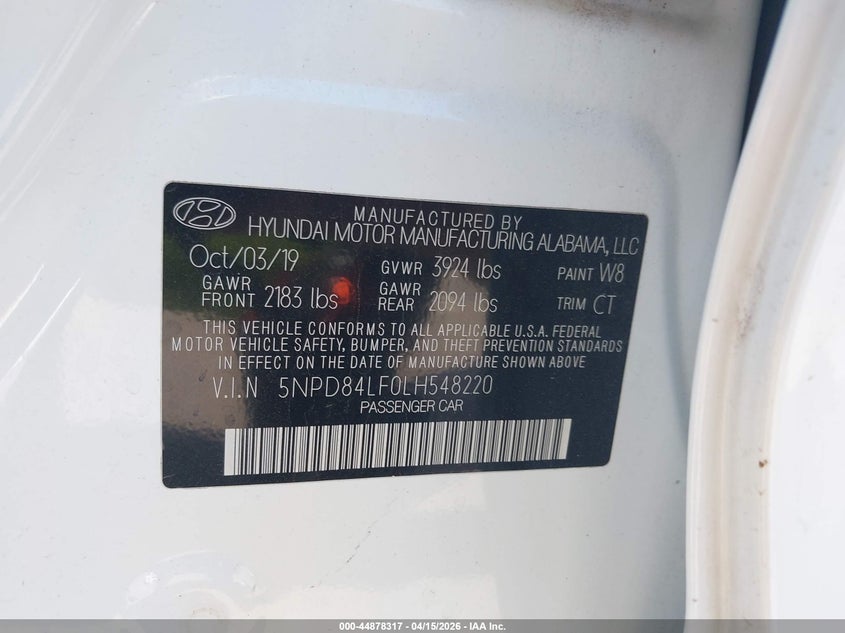 MANUFACTURED BY
HYUNDAI MOTOR MANUFACTURING ALABAMA, LLC
Oct/03/19 GVWR 3924 lbs PAINT W8
GAWR FRONT 2183 lbs GAWR REAR 2094 lbs TRIM CT
THIS VEHICLE CONFORMS TO ALL APPLICABLE U.S.A. FEDERAL
MOTOR VEHICLE SAFETY, BUMPER, AND THEFT PREVENTION STANDARDS
IN EFFECT ON THE DATE OF MANUFACTURE SHOWN ABOVE
V.I.N 5NPD84LF0LH548220
PASSENGER CAR
000-44878317 - 04/15/2026 - IAA Inc.